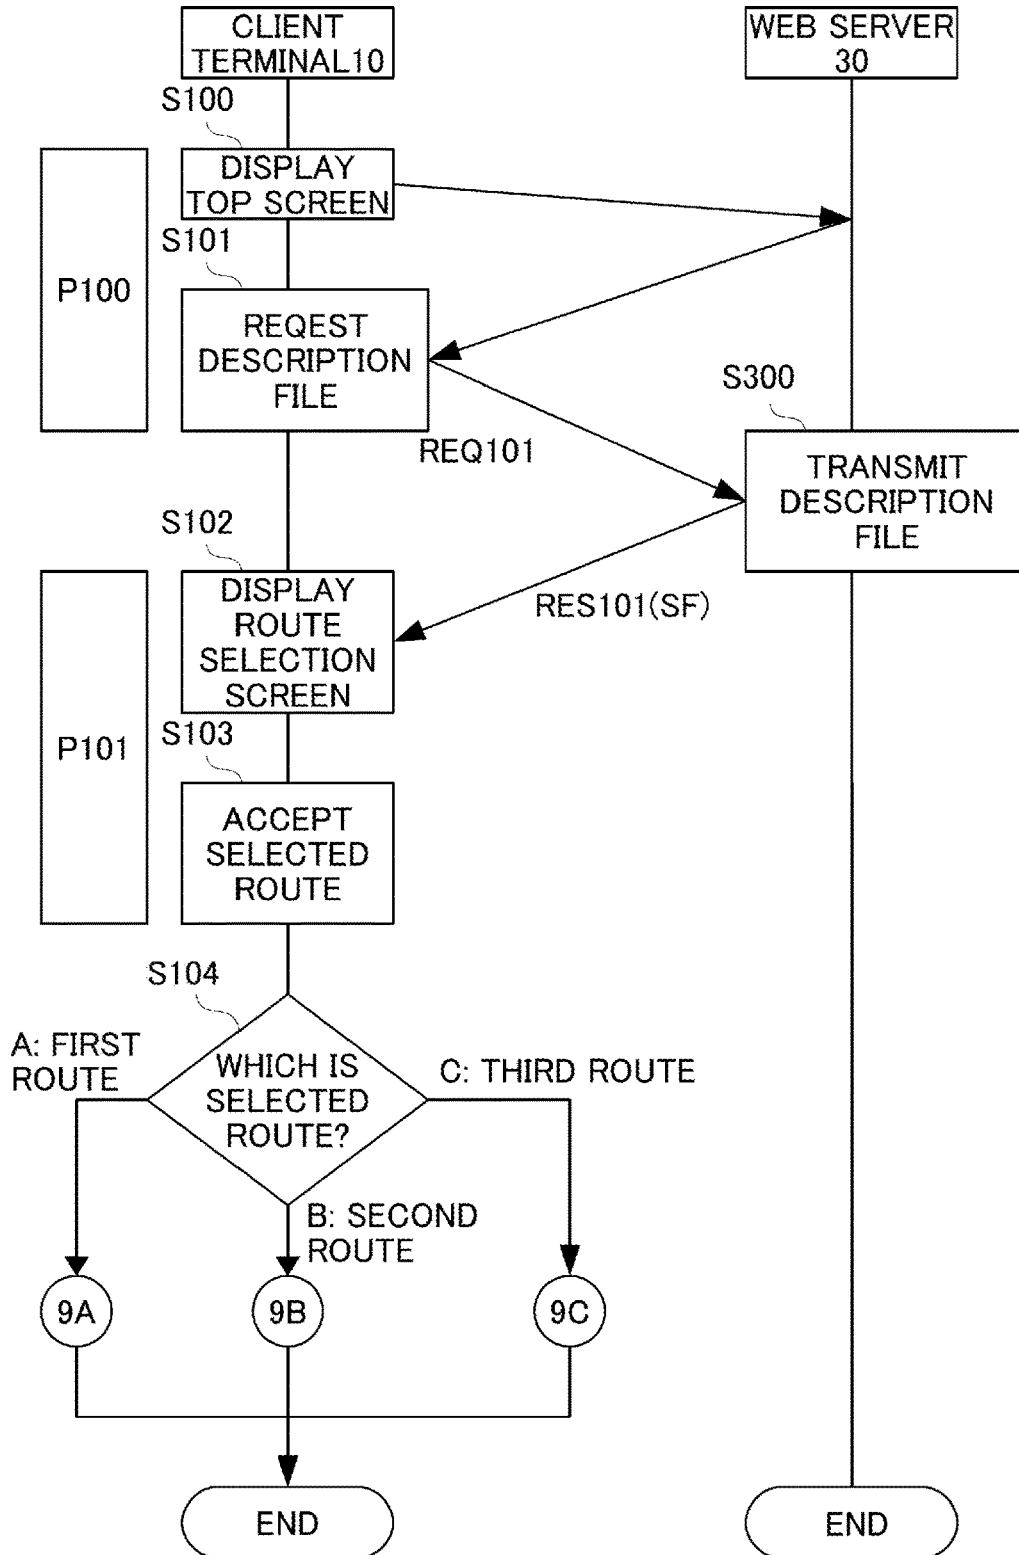 CLIENT
TERMINAL10
WEB SERVER
30
S100
DISPLAY
TOP SCREEN
S101
P100
REQEST
DESCRIPTION
FILE
REQ101
S300
TRANSMIT
DESCRIPTION
FILE
S102
DISPLAY
ROUTE
SELECTION
SCREEN
RES101(SF)
P101
S103
ACCEPT
SELECTED
ROUTE
S104
WHICH IS
SELECTED
ROUTE?
A: FIRST
ROUTE
C: THIRD ROUTE
B: SECOND
ROUTE
9A
9B
9C
END
END